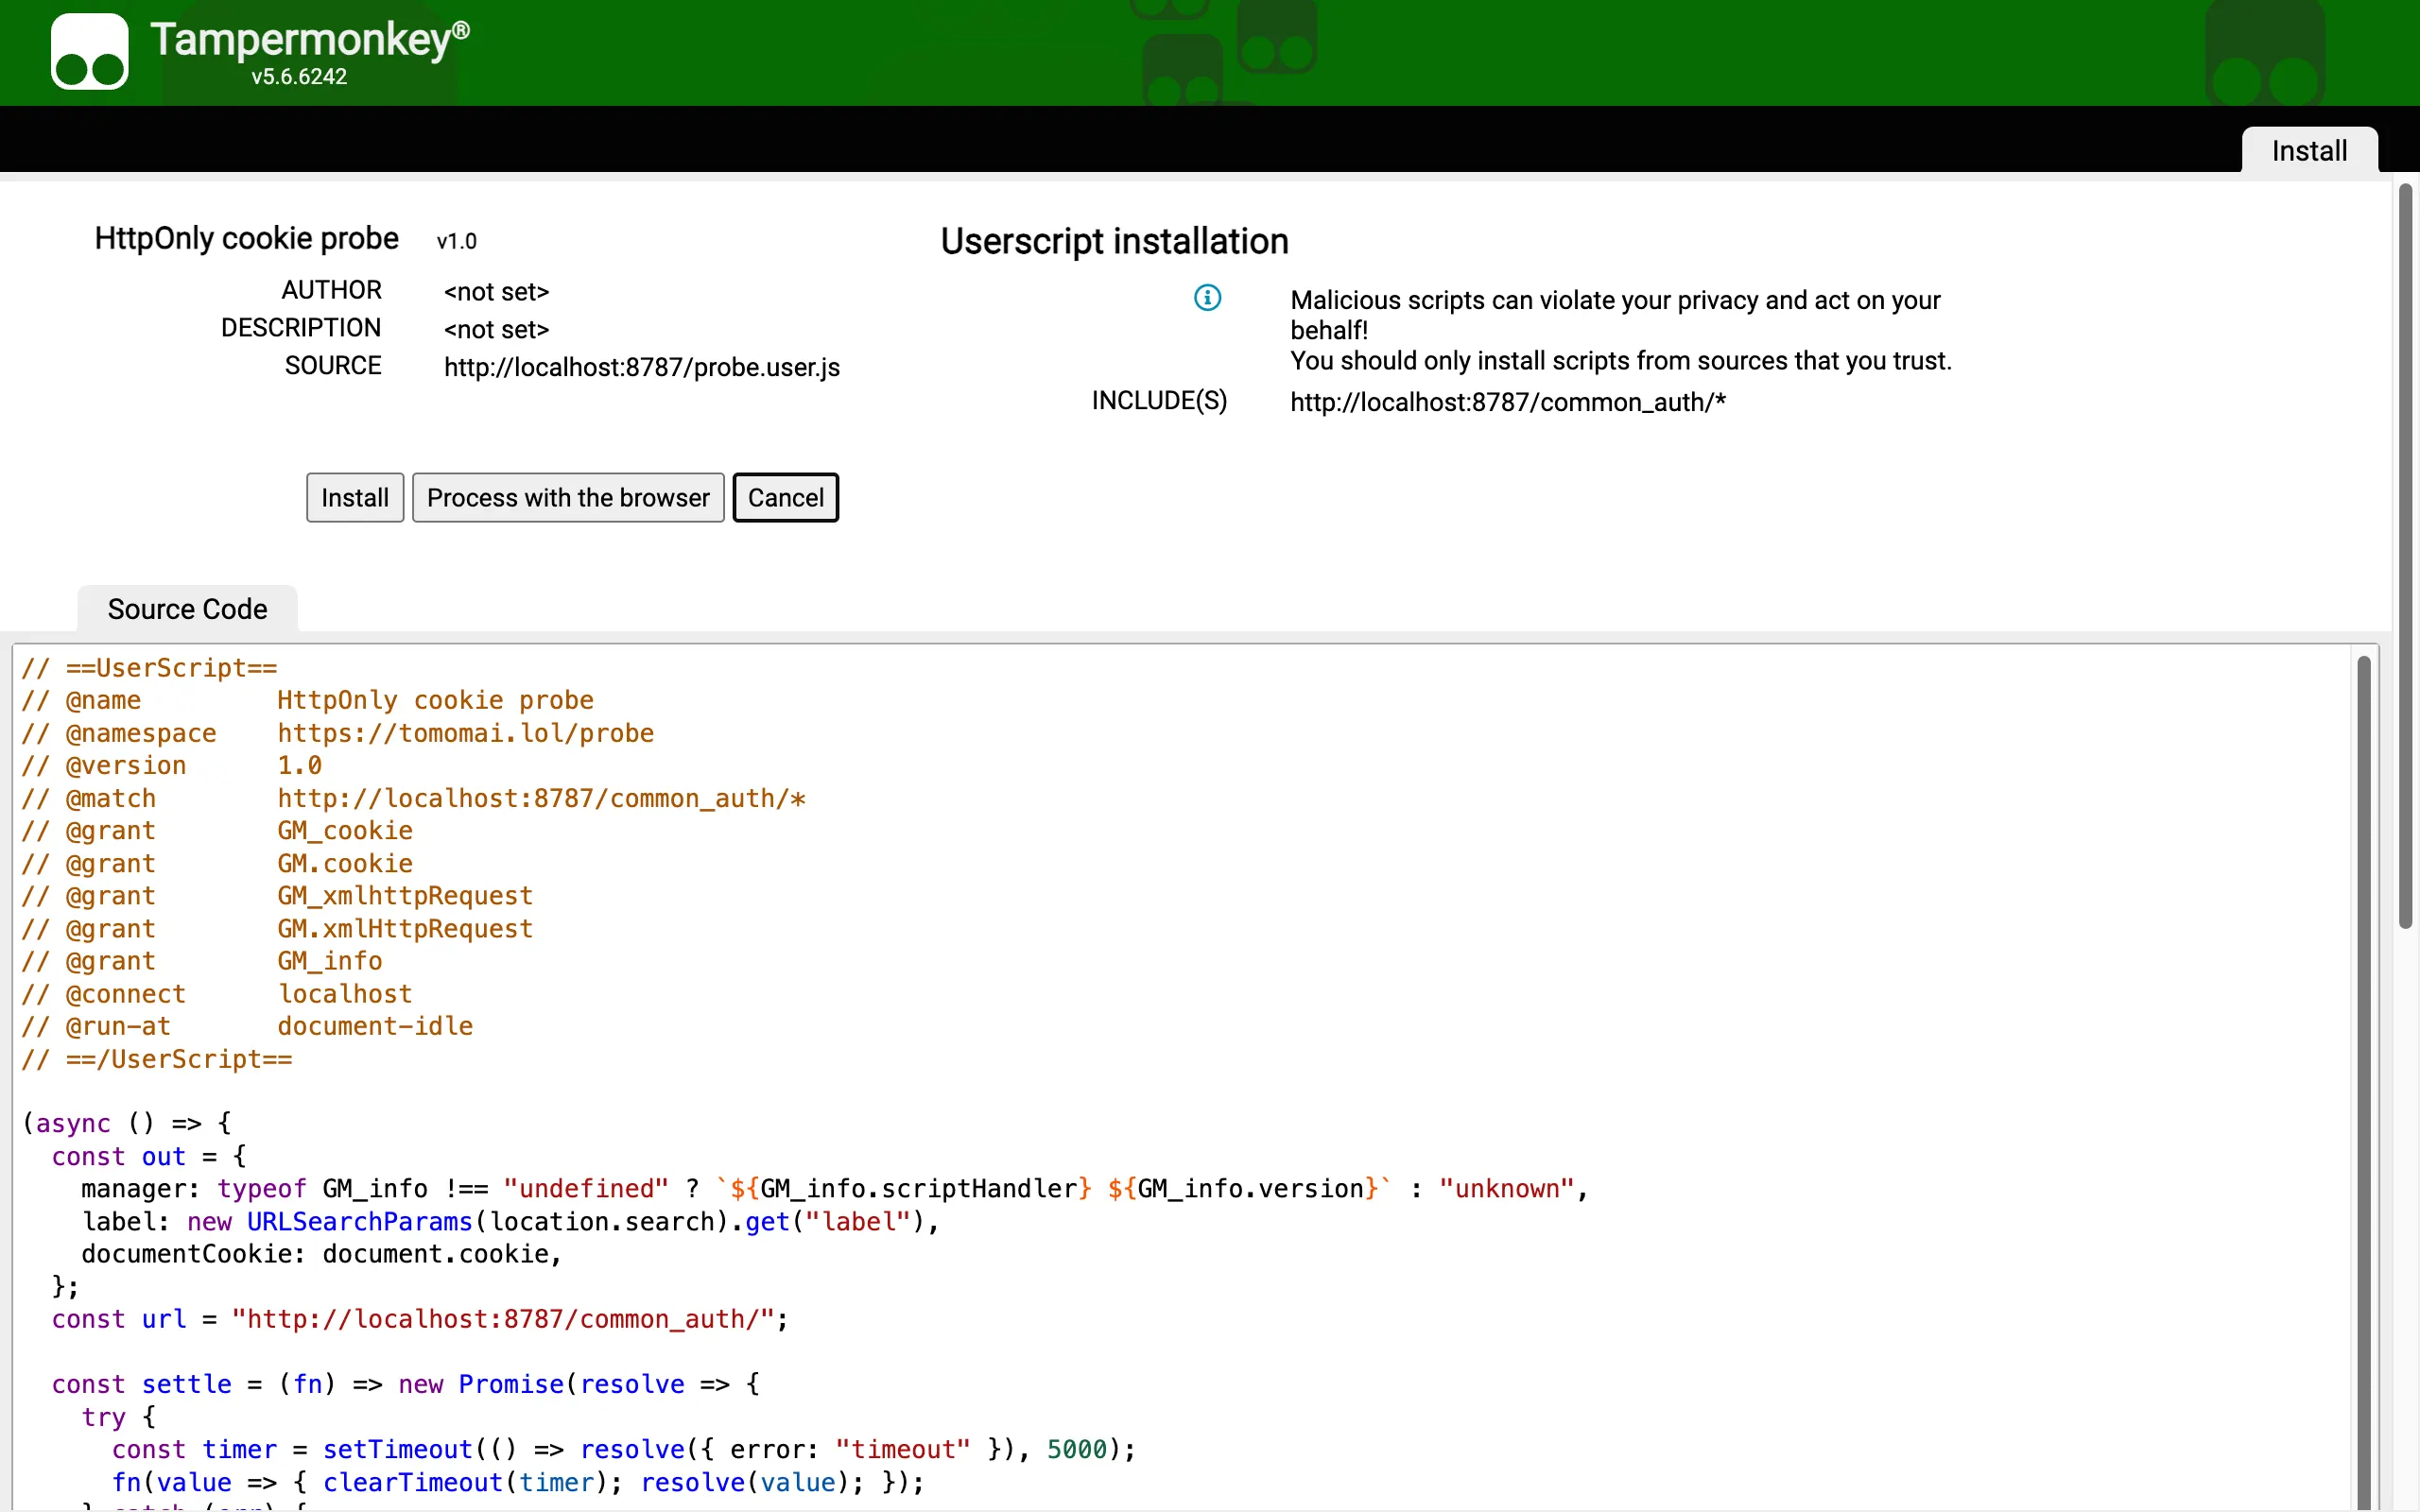 Tampermonkey®
v5.6.6242
Install
HttpOnly cookie probe v1.0
AUTHOR <not set>
DESCRIPTION <not set>
SOURCE http://localhost:8787/probe.user.js
Install Process with the browser Cancel
Userscript installation
Malicious scripts can violate your privacy and act on your
behalf!
You should only install scripts from sources that you trust.
INCLUDE(S) http://localhost:8787/common_auth/*
Source Code
// ==UserScript==
// @name         HttpOnly cookie probe
// @namespace    https://tomomai.lol/probe
// @version      1.0
// @match        http://localhost:8787/common_auth/*
// @grant        GM_cookie
// @grant        GM.cookie
// @grant        GM_xmlhttpRequest
// @grant        GM.xmlHttpRequest
// @grant        GM_info
// @connect      localhost
// @run-at       document-idle
// ==/UserScript==
(async () => {
  const out = {
    manager: typeof GM_info !== "undefined" ? `${GM_info.scriptHandler} ${GM_info.version}` : "unknown",
    label: new URLSearchParams(location.search).get("label"),
    documentCookie: document.cookie,
  };
  const url = "http://localhost:8787/common_auth/";
  const settle = (fn) => new Promise(resolve => {
    try {
      const timer = setTimeout(() => resolve({ error: "timeout" }), 5000);
      fn(value => { clearTimeout(timer); resolve(value); });